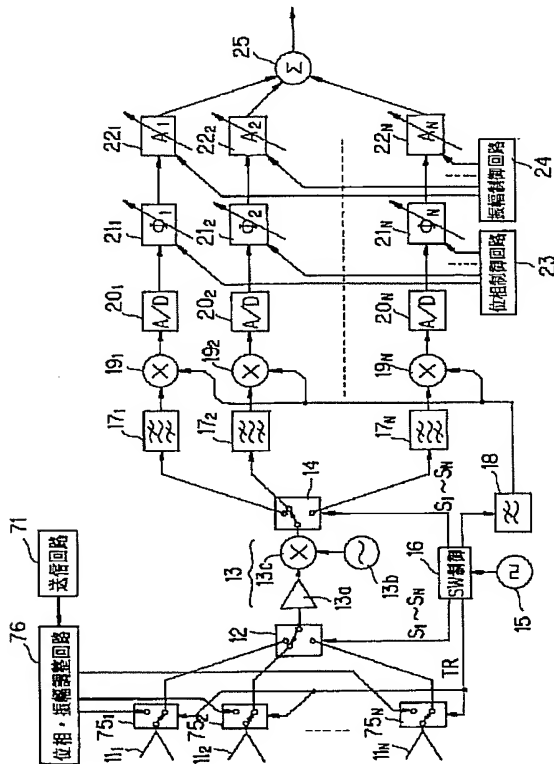 71
送信回路
76
位相・振幅調整回路
75₁
75₂
75N
11₁
11₂
11N
TR
12
S₁~SN
13
13a
13c
13b
14
16
SW制御
15
S₁~SN
18
17₁
17₂
17N
19₁
19₂
19N
20₁
A/D
20₂
A/D
20N
A/D
21₁
Φ₁
21₂
Φ₂
21N
ΦN
22₁
A₁
22₂
A₂
22N
AN
23
位相制御回路
24
振幅制御回路
25
Σ